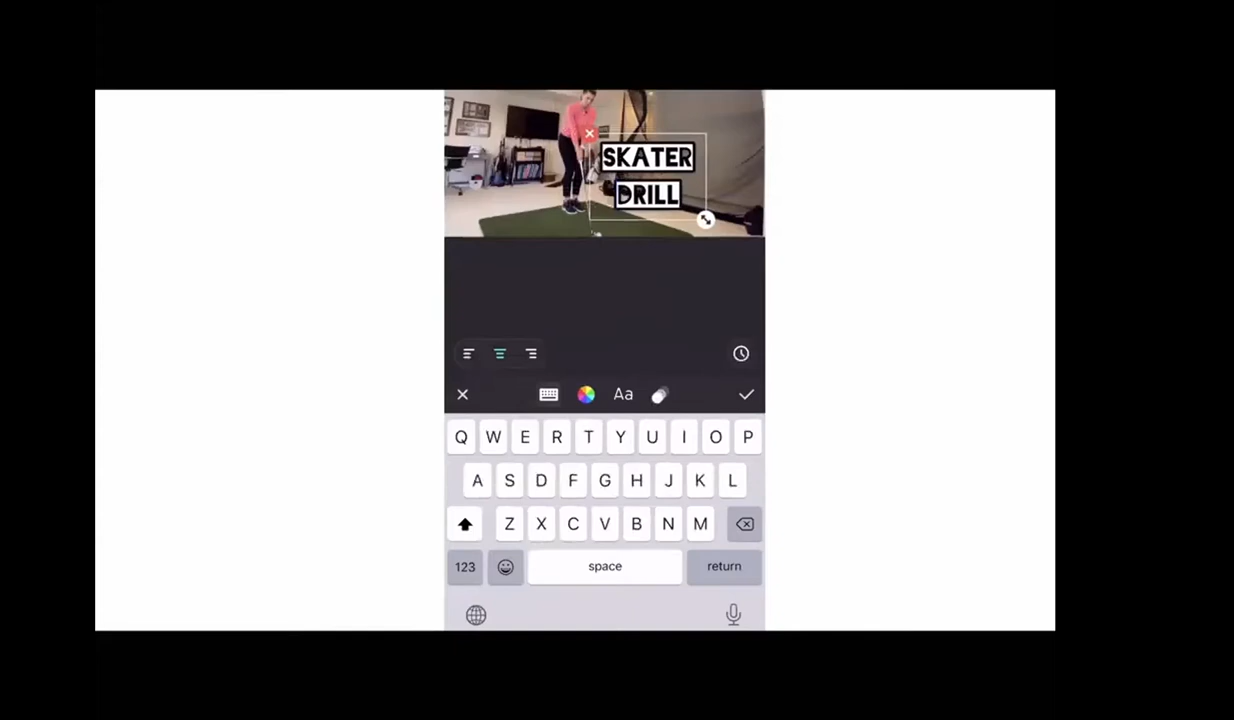 SKATER
DRILL
Aa
Q W E R T Y U I O P
A S D F G H J K L
Z X C V B N M
123 space return